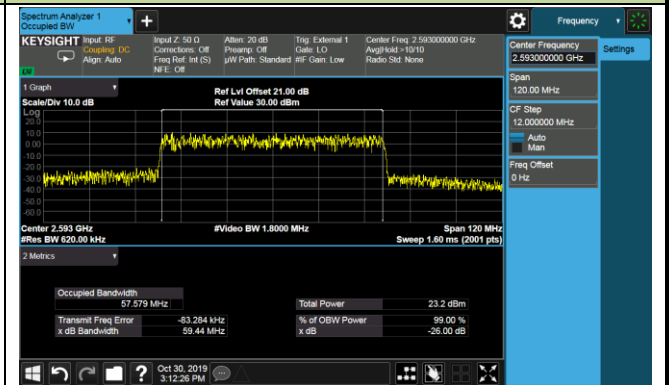 Spectrum Analyzer 1
Occupied BW
Frequency
KEYSIGHT Input: RF
Coupling: DC
Align: Auto
Input Z: 50 Ω
Corrections: Off
Freq Ref: Int (S)
NFE: Off
Atten: 20 dB
Preamp: Off
µW Path: Standard
Trig: External 1
Gate: LO
#IF Gain: Low
Center Freq: 2.593000000 GHz
Avg|Hold:>10/10
Radio Std: None
Center Frequency
2.593000000 GHz
Settings
Span
120.00 MHz
CF Step
12.000000 MHz
Auto
Man
Freq Offset
0 Hz
1 Graph
Scale/Div 10.0 dB
Ref Lvl Offset 21.00 dB
Ref Value 30.00 dBm
Log
20.0
10.0
0.00
-10.0
-20.0
-30.0
-40.0
-50.0
-60.0
Center 2.593 GHz
#Video BW 1.8000 MHz
Span 120 MHz
#Res BW 620.00 kHz
Sweep 1.60 ms (2001 pts)
2 Metrics
Occupied Bandwidth
57.579 MHz
Total Power 23.2 dBm
Transmit Freq Error -83.284 kHz
% of OBW Power 99.00 %
x dB Bandwidth 59.44 MHz
x dB -26.00 dB
Oct 30, 2019
3:12:26 PM